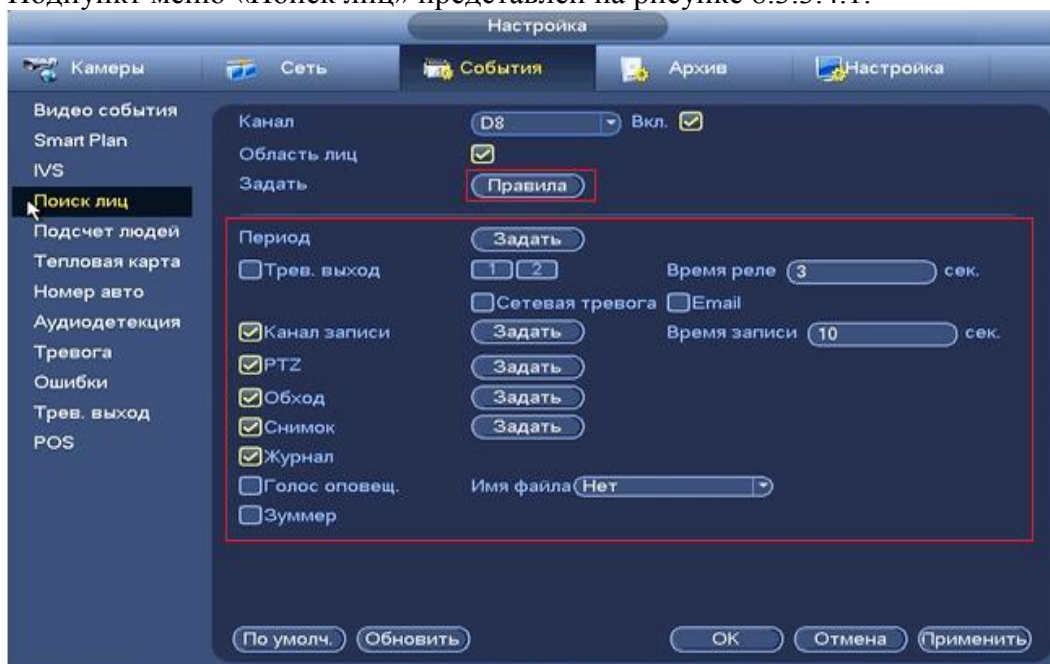 Подпункт меню «Поиск лиц» представлен на рисунке 8.3.3.4.1.
Настройка
Камеры Сеть События Архив Настройка
Видео события
Smart Plan
IVS
Поиск лиц
Подсчет людей
Тепловая карта
Номер авто
Аудиодетекция
Тревога
Ошибки
Трев. выход
POS
Канал D8 Вкл.
Область лиц
Задать Правила
Период Задать
Трев. выход 1 2 Время реле 3 сек.
Сетевая тревога Email
Канал записи Задать Время записи 10 сек.
PTZ Задать
Обход Задать
Снимок Задать
Журнал
Голос оповещ. Имя файла Нет
Зуммер
По умолч. Обновить OK Отмена Применить